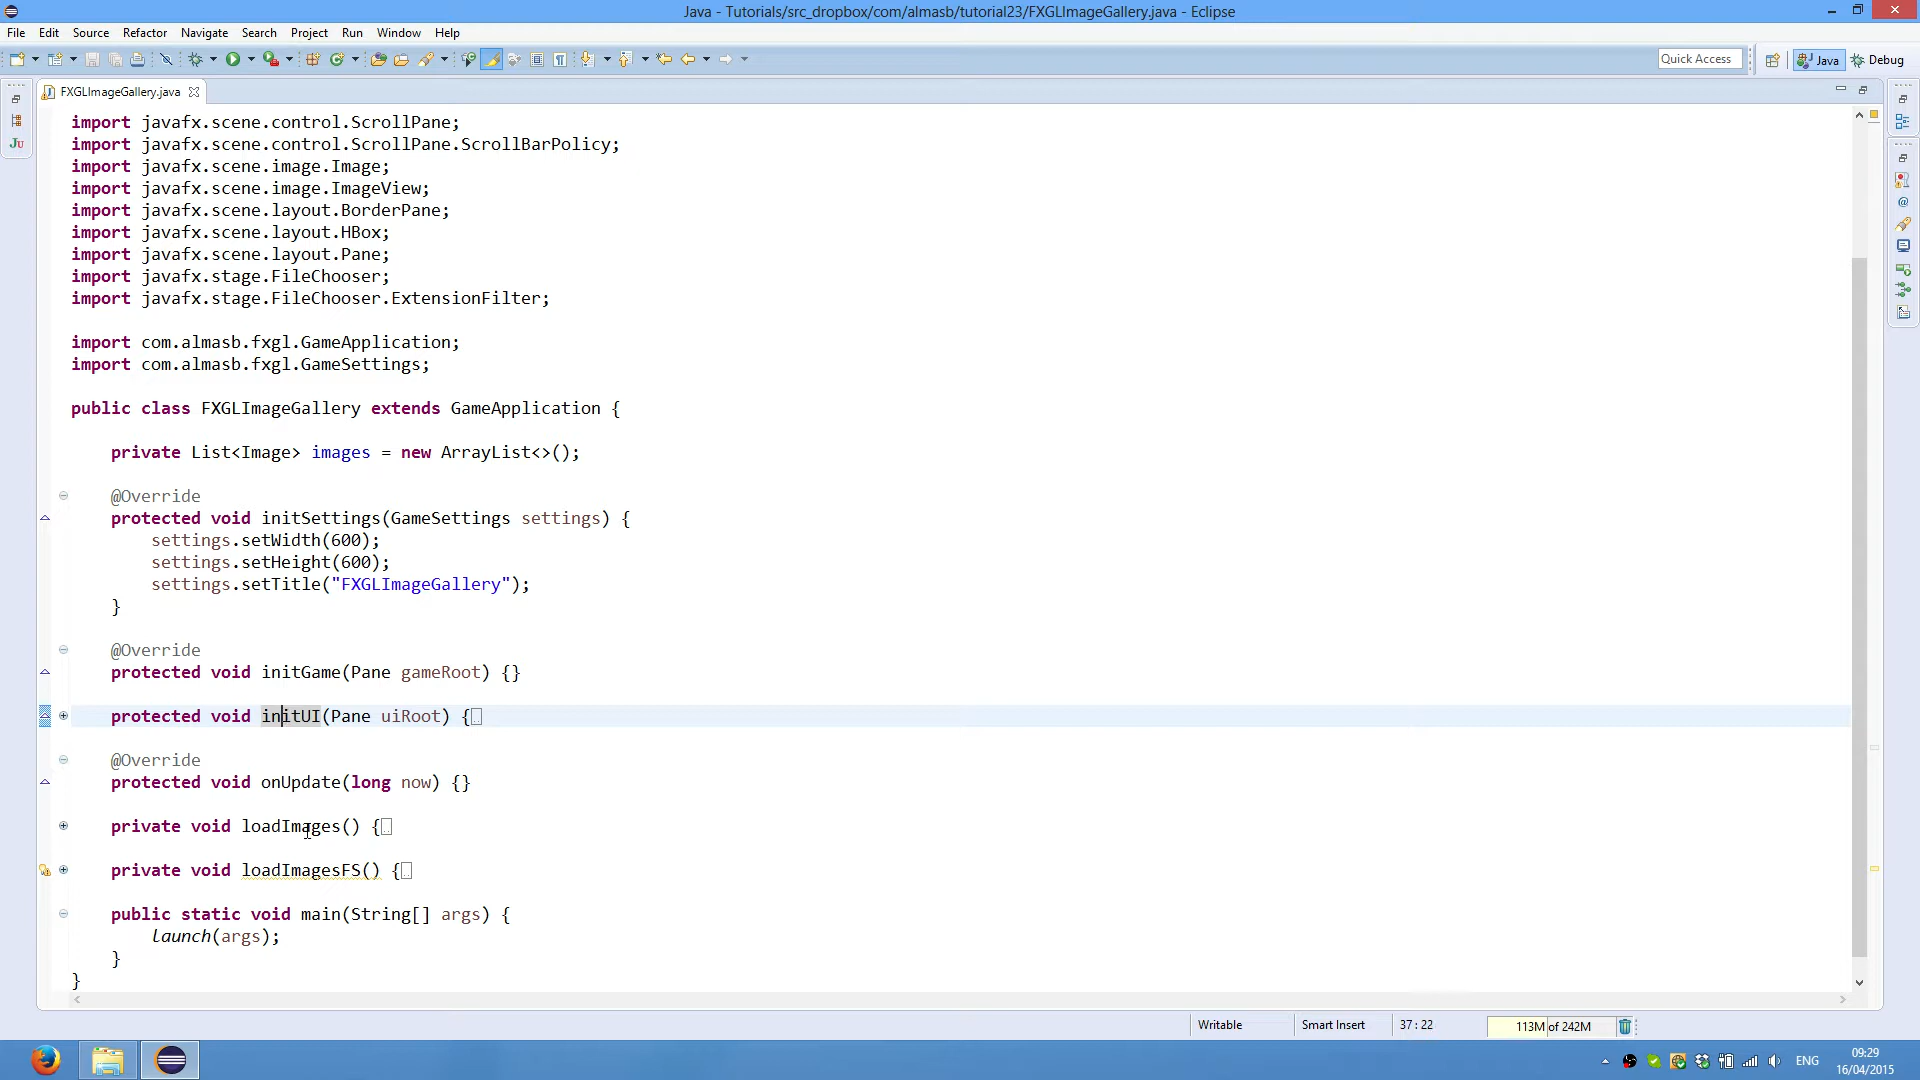 Java - Tutorials/src_dropbox/com/almasb/tutorial23/FXGLImageGallery.java - Eclipse
File Edit Source Refactor Navigate Search Project Run Window Help
Quick Access Java Debug
FXGLImageGallery.java
import javafx.scene.control.ScrollPane;
import javafx.scene.control.ScrollPane.ScrollBarPolicy;
import javafx.scene.image.Image;
import javafx.scene.image.ImageView;
import javafx.scene.layout.BorderPane;
import javafx.scene.layout.HBox;
import javafx.scene.layout.Pane;
import javafx.stage.FileChooser;
import javafx.stage.FileChooser.ExtensionFilter;
import com.almasb.fxgl.GameApplication;
import com.almasb.fxgl.GameSettings;
public class FXGLImageGallery extends GameApplication {
private List<Image> images = new ArrayList<>();
@Override
protected void initSettings(GameSettings settings) {
settings.setWidth(600);
settings.setHeight(600);
settings.setTitle("FXGLImageGallery");
}
@Override
protected void initGame(Pane gameRoot) {}
protected void initUI(Pane uiRoot) {
@Override
protected void onUpdate(long now) {}
private void loadImages() {
private void loadImagesFS() {
public static void main(String[] args) {
launch(args);
}
}
Writable Smart Insert 37 : 22 113M of 242M
ENG 09:29
16/04/2015